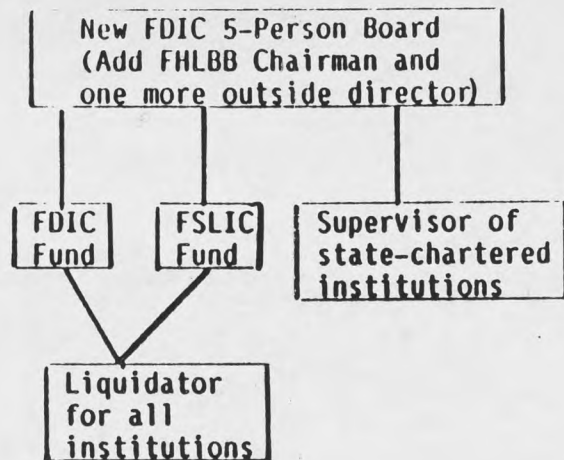 New FDIC 5-Person Board
(Add FHLBB Chairman and
one more outside director)
FDIC
Fund
FSLIC
Fund
Supervisor of
state-chartered
institutions
Liquidator
for all
institutions